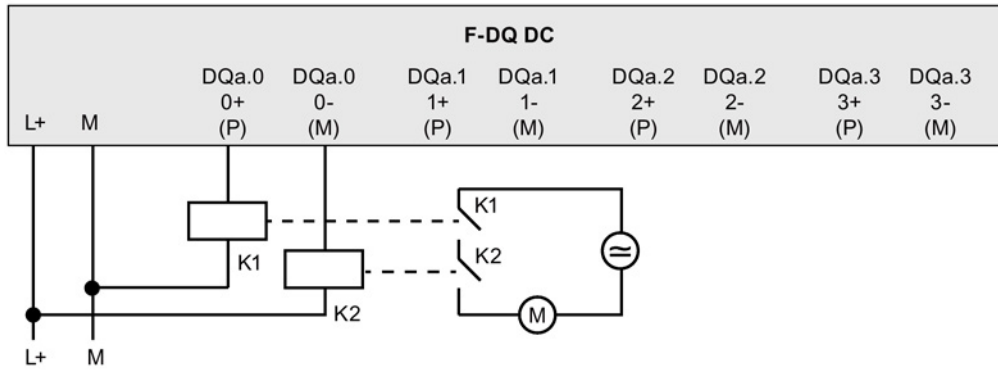 F-DQ DC
DQa.0 DQa.0 DQa.1 DQa.1 DQa.2 DQa.2 DQa.3 DQa.3
0+ 0- 1+ 1- 2+ 2- 3+ 3-
L+ M (P) (M) (P) (M) (P) (M) (P) (M)
K1
K1
K2
K2
M
L+ M